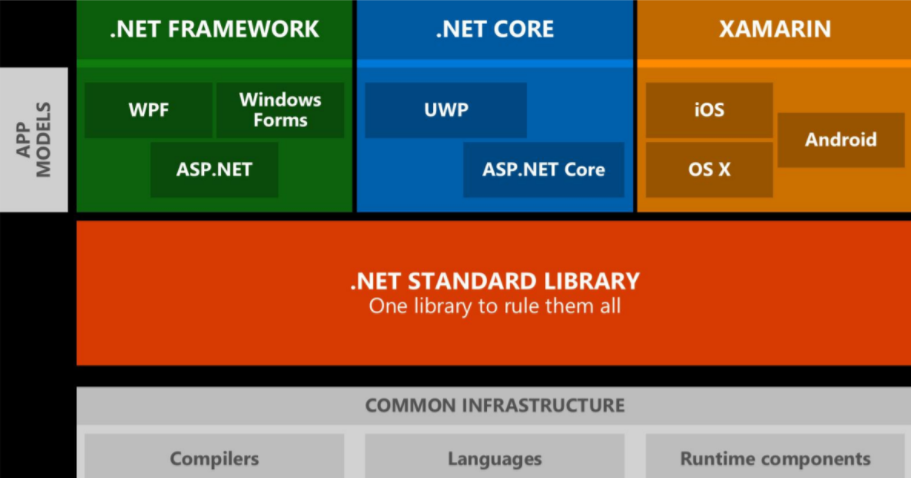 .NET FRAMEWORK
.NET CORE
XAMARIN
APP
MODELS
WPF
Windows
Forms
ASP.NET
UWP
ASP.NET Core
iOS
OS X
Android
.NET STANDARD LIBRARY
One library to rule them all
COMMON INFRASTRUCTURE
Compilers
Languages
Runtime components